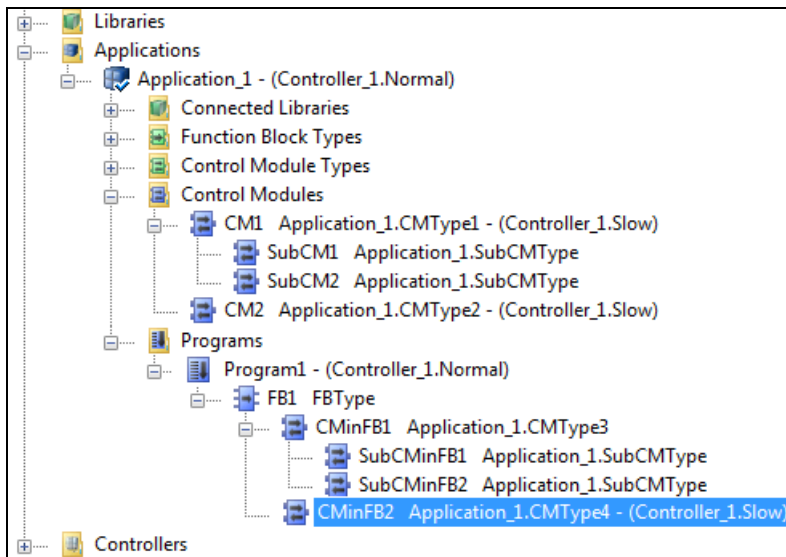 Libraries
Applications
Application_1 - (Controller_1.Normal)
Connected Libraries
Function Block Types
Control Module Types
Control Modules
CM1 Application_1.CMType1 - (Controller_1.Slow)
SubCM1 Application_1.SubCMType
SubCM2 Application_1.SubCMType
CM2 Application_1.CMType2 - (Controller_1.Slow)
Programs
Program1 - (Controller_1.Normal)
FB1 FBType
CMinFB1 Application_1.CMType3
SubCMinFB1 Application_1.SubCMType
SubCMinFB2 Application_1.SubCMType
CMinFB2 Application_1.CMType4 - (Controller_1.Slow)
Controllers